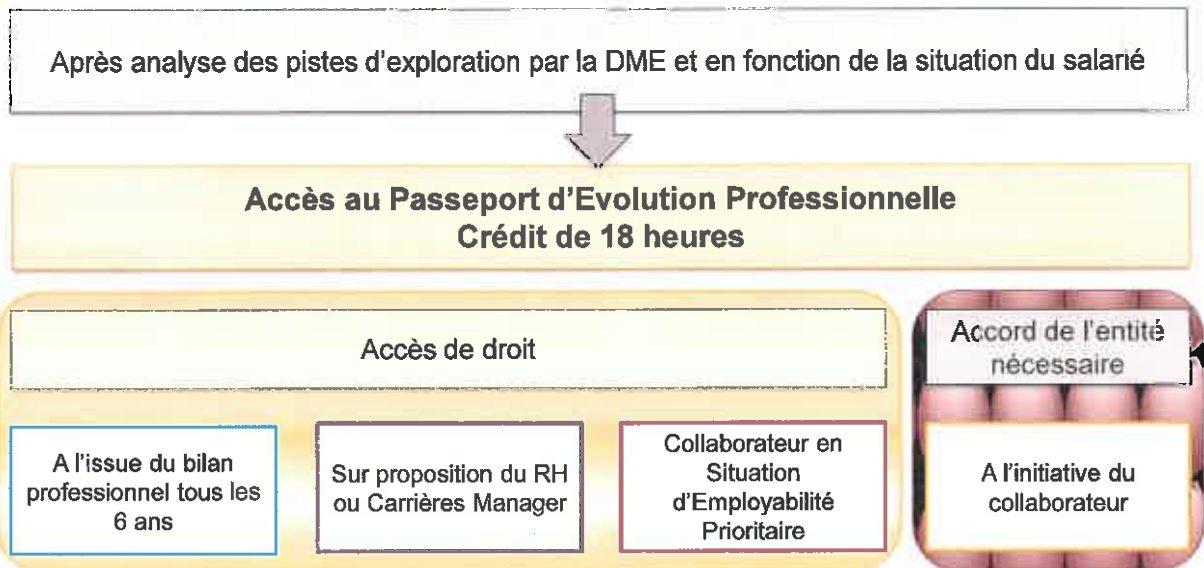 Après analyse des pistes d'exploration par la DME et en fonction de la situation du salarié
Accès au Passeport d'Evolution Professionnelle
Crédit de 18 heures
Accès de droit
Accord de l'entité
nécessaire
A l'issue du bilan
professionnel tous les
6 ans
Sur proposition du RH
ou Carrières Manager
Collaborateur en
Situation
d'Employabilité
Prioritaire
A l'initiative du
collaborateur